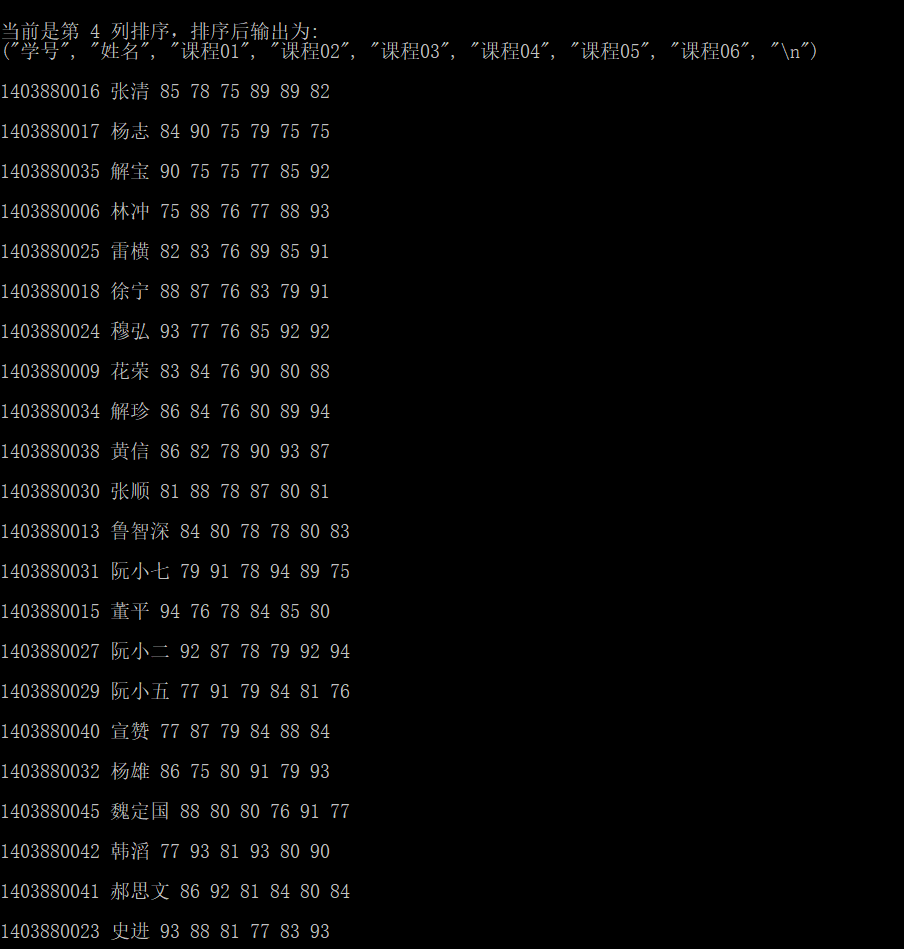 当前是第 4 列排序，排序后输出为:
("学号", "姓名", "课程01", "课程02", "课程03", "课程04", "课程05", "课程06", "\n")
1403880016 张清 85 78 75 89 89 82
1403880017 杨志 84 90 75 79 75 75
1403880035 解宝 90 75 75 77 85 92
1403880006 林冲 75 88 76 77 88 93
1403880025 雷横 82 83 76 89 85 91
1403880018 徐宁 88 87 76 83 79 91
1403880024 穆弘 93 77 76 85 92 92
1403880009 花荣 83 84 76 90 80 88
1403880034 解珍 86 84 76 80 89 94
1403880038 黄信 86 82 78 90 93 87
1403880030 张顺 81 88 78 87 80 81
1403880013 鲁智深 84 80 78 78 80 83
1403880031 阮小七 79 91 78 94 89 75
1403880015 董平 94 76 78 84 85 80
1403880027 阮小二 92 87 78 79 92 94
1403880029 阮小五 77 91 79 84 81 76
1403880040 宣赞 77 87 79 84 88 84
1403880032 杨雄 86 75 80 91 79 93
1403880045 魏定国 88 80 80 76 91 77
1403880042 韩滔 77 93 81 93 80 90
1403880041 郝思文 86 92 81 84 80 84
1403880023 史进 93 88 81 77 83 93